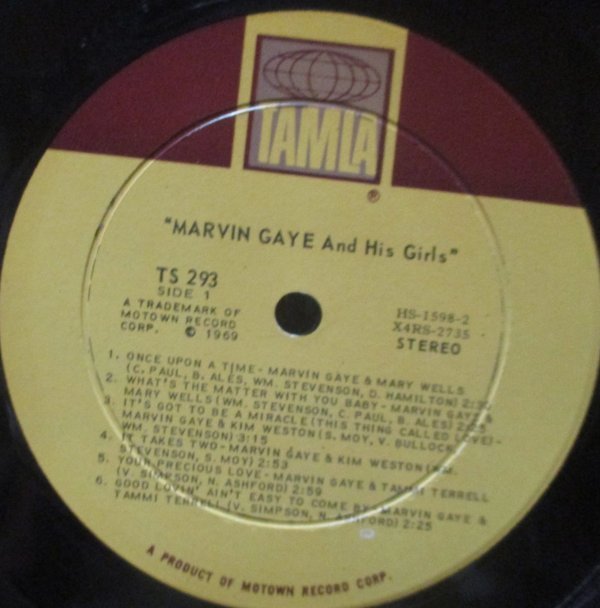 TAMLA
®
"MARVIN GAYE And His Girls"
TS 293
SIDE 1
A TRADEMARK OF
MOTOWN RECORD
CORP. © 1969
HS-1598-2
X4RS-2735
STEREO
1. ONCE UPON A TIME - MARVIN GAYE & MARY WELLS
(C. PAUL, B. ALES, WM. STEVENSON, D. HAMILTON) 2:30
2. WHAT'S THE MATTER WITH YOU BABY - MARVIN GAYE &
MARY WELLS (WM. STEVENSON, C. PAUL, B. ALES) 2:25
3. IT'S GOT TO BE A MIRACLE (THIS THING CALLED LOVE) -
MARVIN GAYE & KIM WESTON (S. MOY, V. BULLOCK,
WM. STEVENSON) 3:15
4. IT TAKES TWO - MARVIN GAYE & KIM WESTON (WM.
STEVENSON, S. MOY) 2:53
5. YOUR PRECIOUS LOVE - MARVIN GAYE & TAMMI TERRELL
(V. SIMPSON, N. ASHFORD) 2:59
6. GOOD LOVIN' AIN'T EASY TO COME BY - MARVIN GAYE &
TAMMI TERRELL (V. SIMPSON, N. ASHFORD) 2:25
A PRODUCT OF MOTOWN RECORD CORP.